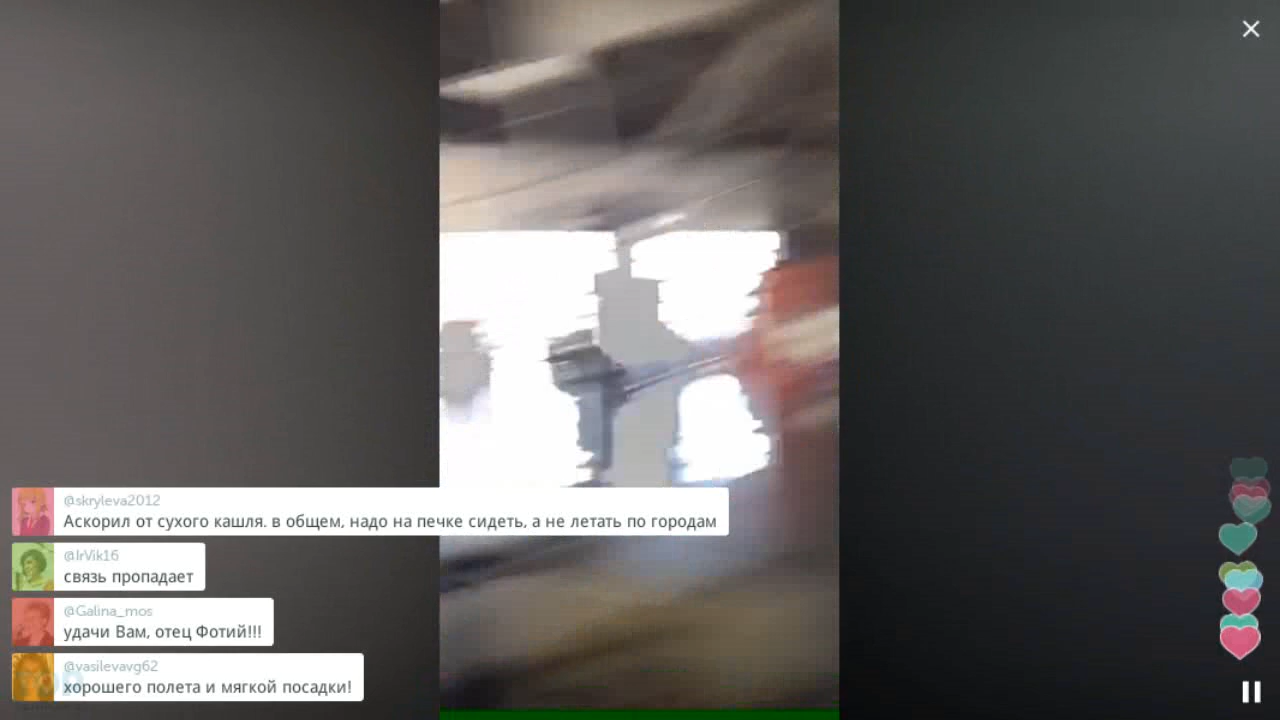 @skryleva2012
Аскорил от сухого кашля. в общем, надо на печке сидеть, а не летать по городам
@IrVik16
связь пропадает
@Galina_mos
удачи Вам, отец Фотий!!!
@vasilevavg62
хорошего полета и мягкой посадки!